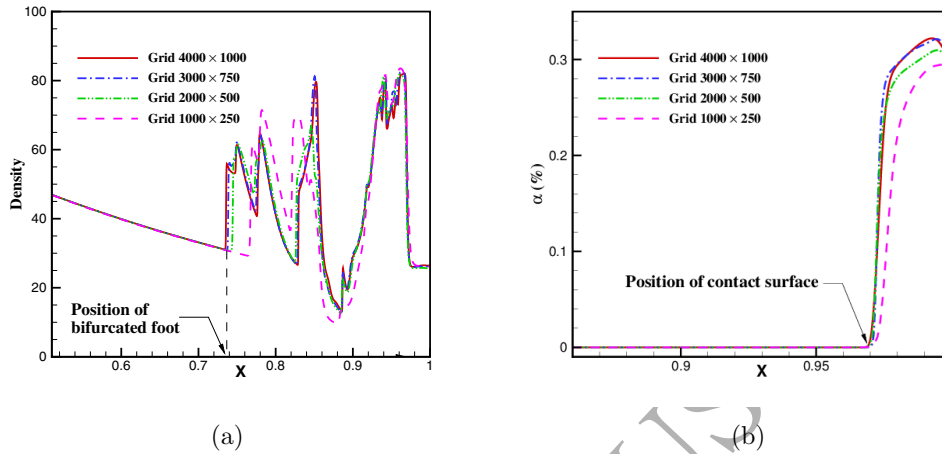 100
80
60
40
20
0
Density
Grid 4000 × 1000
Grid 3000 × 750
Grid 2000 × 500
Grid 1000 × 250
Position of
bifurcated foot
0.6
0.7
0.8
0.9
1
X
(a)
0.3
0.2
0.1
0
α (%)
Grid 4000 × 1000
Grid 3000 × 750
Grid 2000 × 500
Grid 1000 × 250
Position of contact surface
0.9
0.95
X
(b)